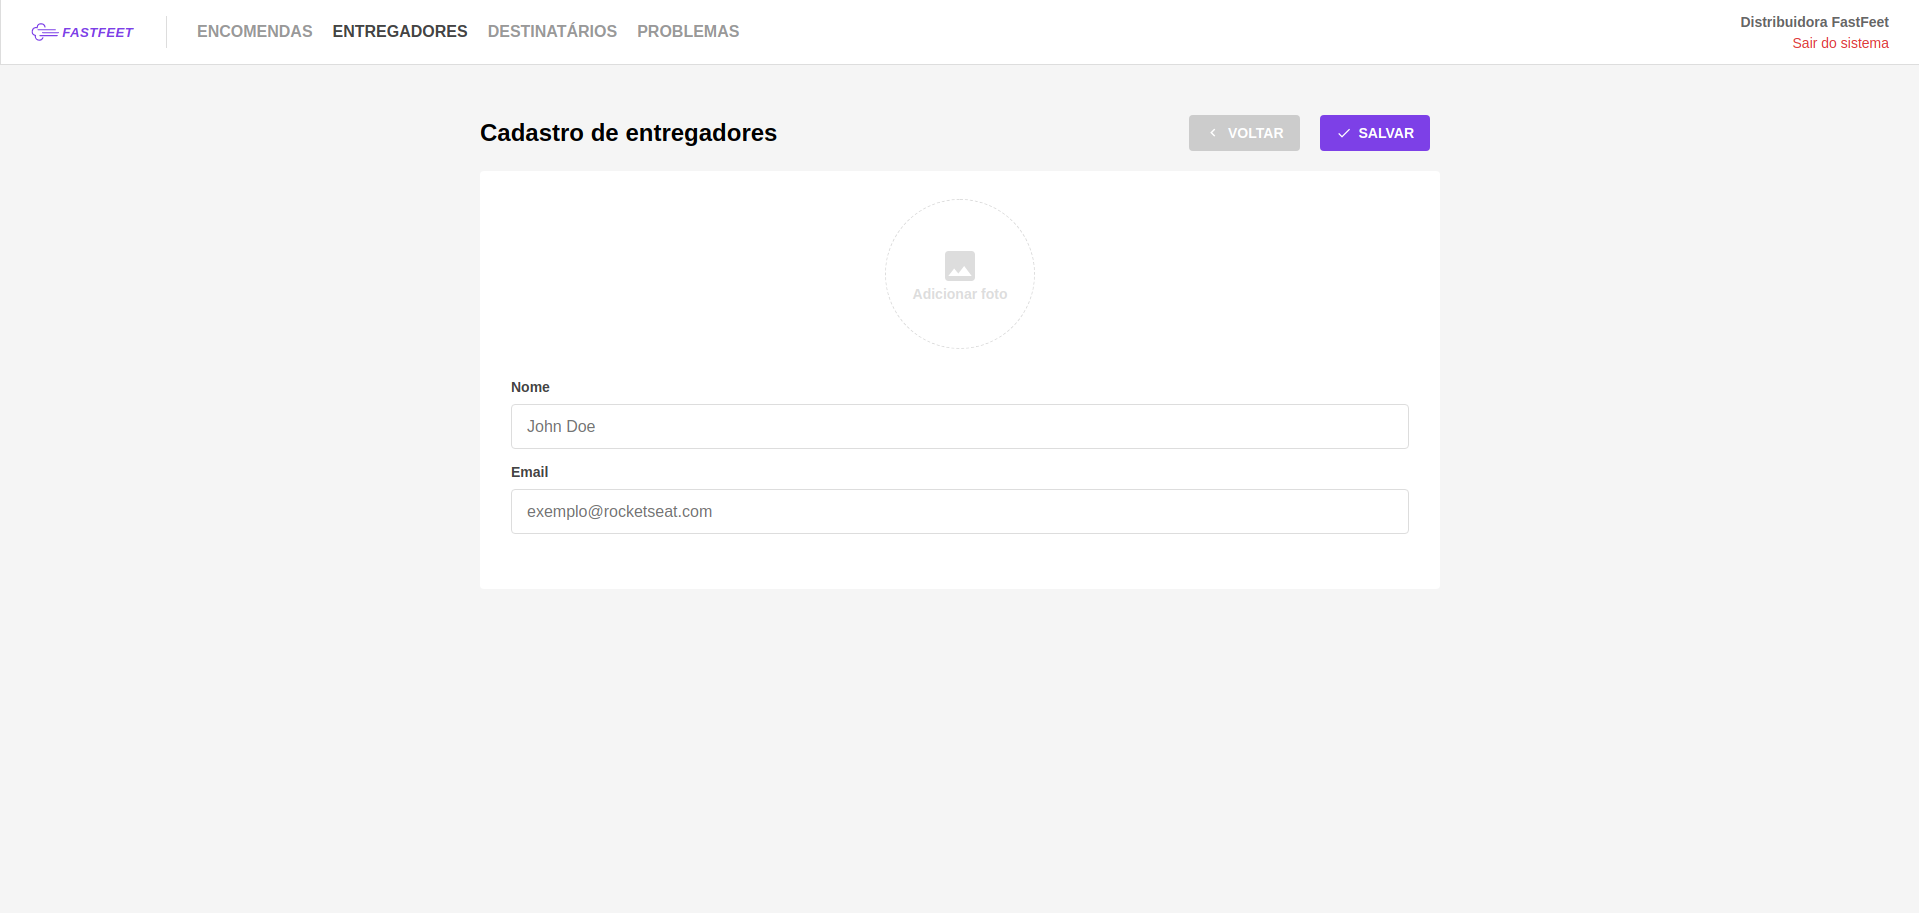 FASTFEET
ENCOMENDAS ENTREGADORES DESTINATÁRIOS PROBLEMAS
Distribuidora FastFeet
Sair do sistema
Cadastro de entregadores
VOLTAR
SALVAR
Adicionar foto
Nome
John Doe
Email
exemplo@rocketseat.com